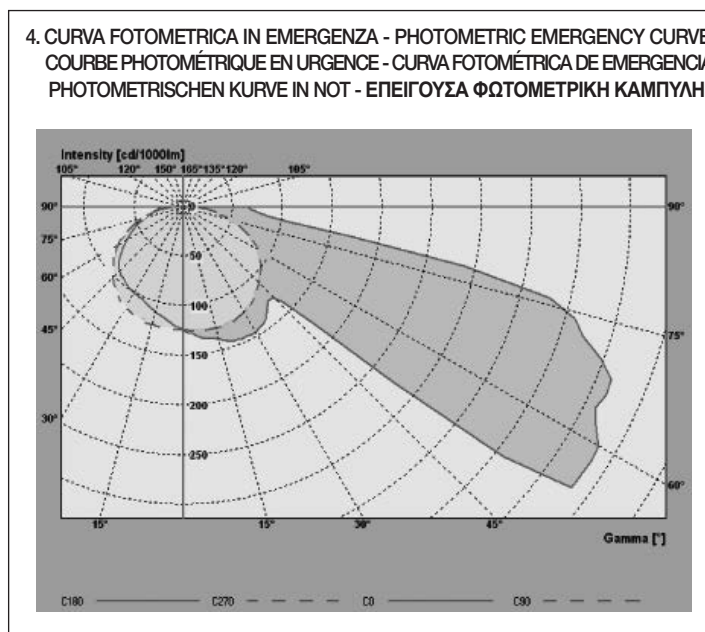 4. CURVA FOTOMETRICA IN EMERGENZA - PHOTOMETRIC EMERGENCY CURVE
COURBE PHOTOMÉTRIQUE EN URGENCE - CURVA FOTOMÉTRICA DE EMERGENCIA
PHOTOMETRISCHEN KURVE IN NOT - ΕΠΕΙΓΟΥΣΑ ΦΩΤΟΜΕΤΡΙΚΗ ΚΑΜΠΥΛΗ
Intensity [cd/1000lm]
105° 120° 150° 165° 135° 120° 105°
90° 0 90°
75°
50
60°
100
45° 75°
150
200
30°
250
60°
15° 15° 30° 45°
Gamma [°]
C180 C270 C0 C90